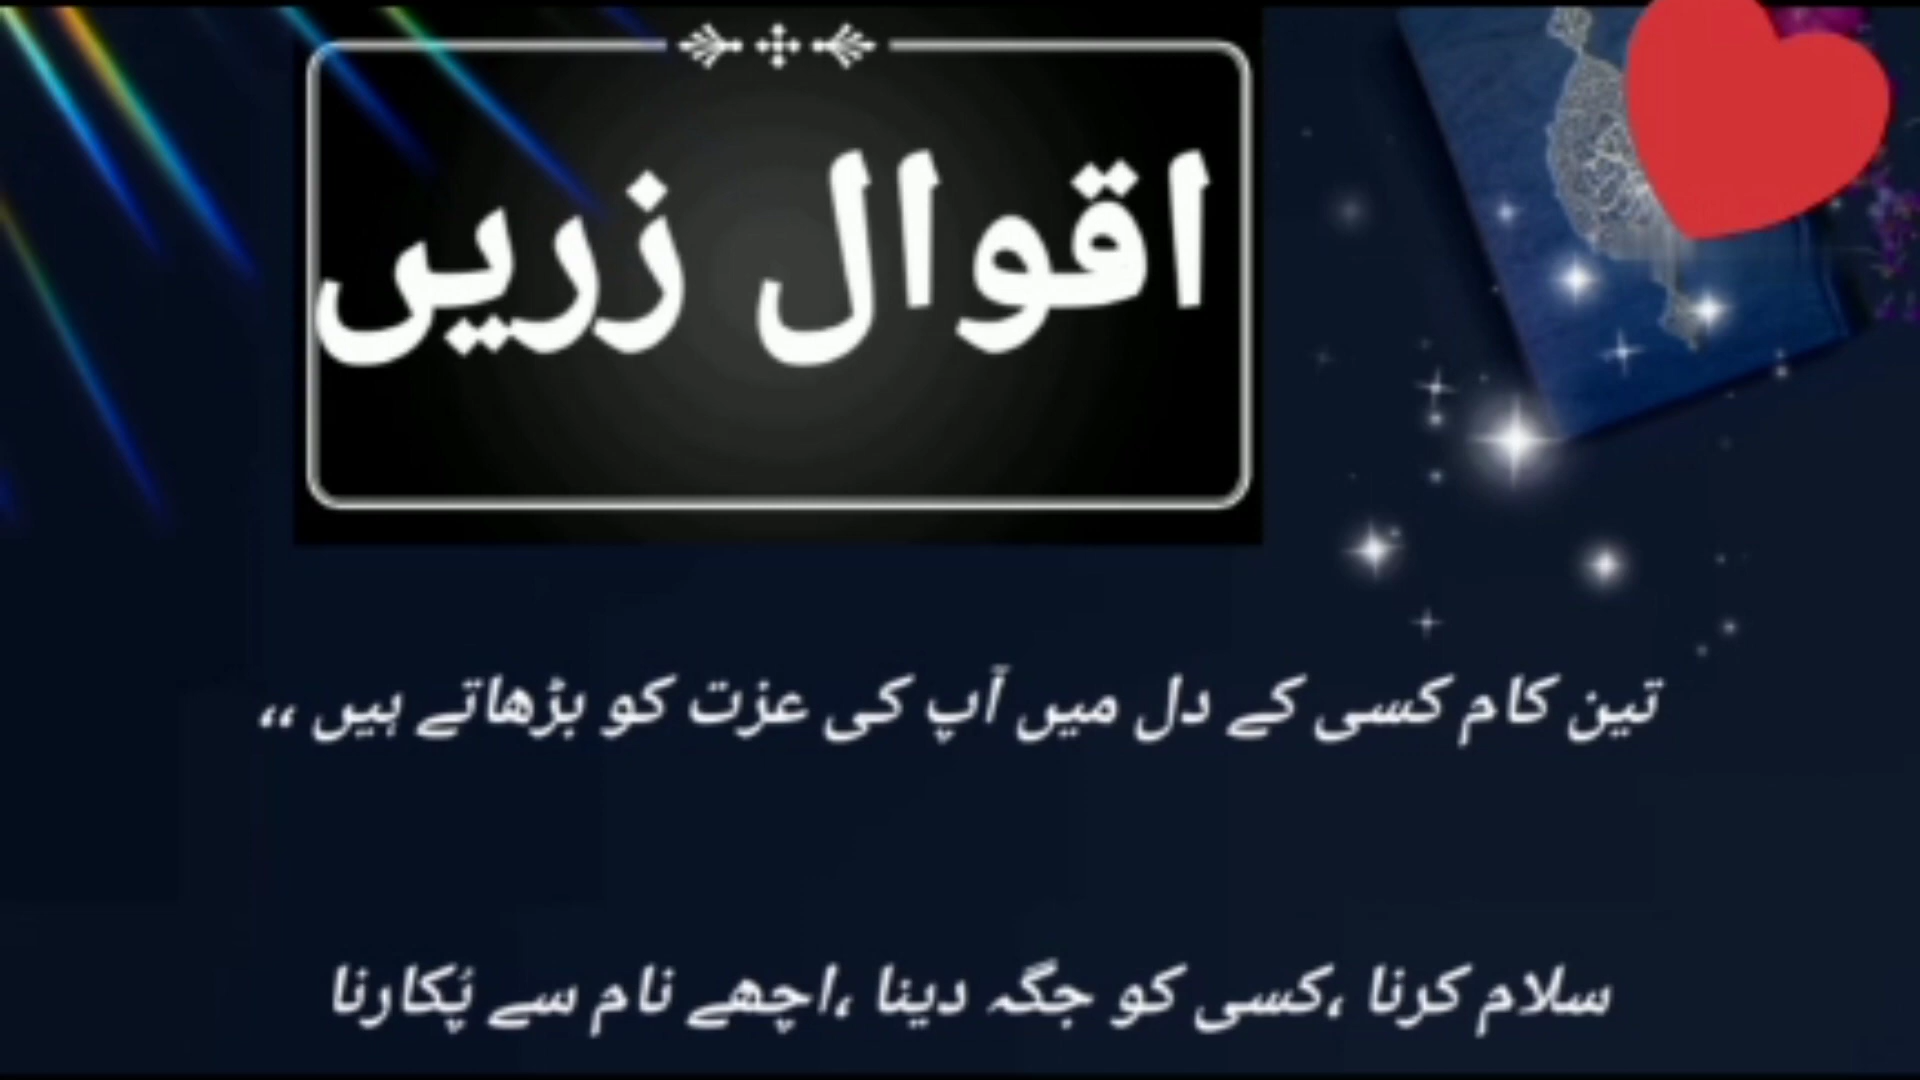 اقوال زریں
تین کام کسی کے دل میں آپ کی عزت کو بڑھاتے ہیں ،،
سلام کرنا ،کسی کو جگہ دینا ،اچھے نام سے پُکارنا